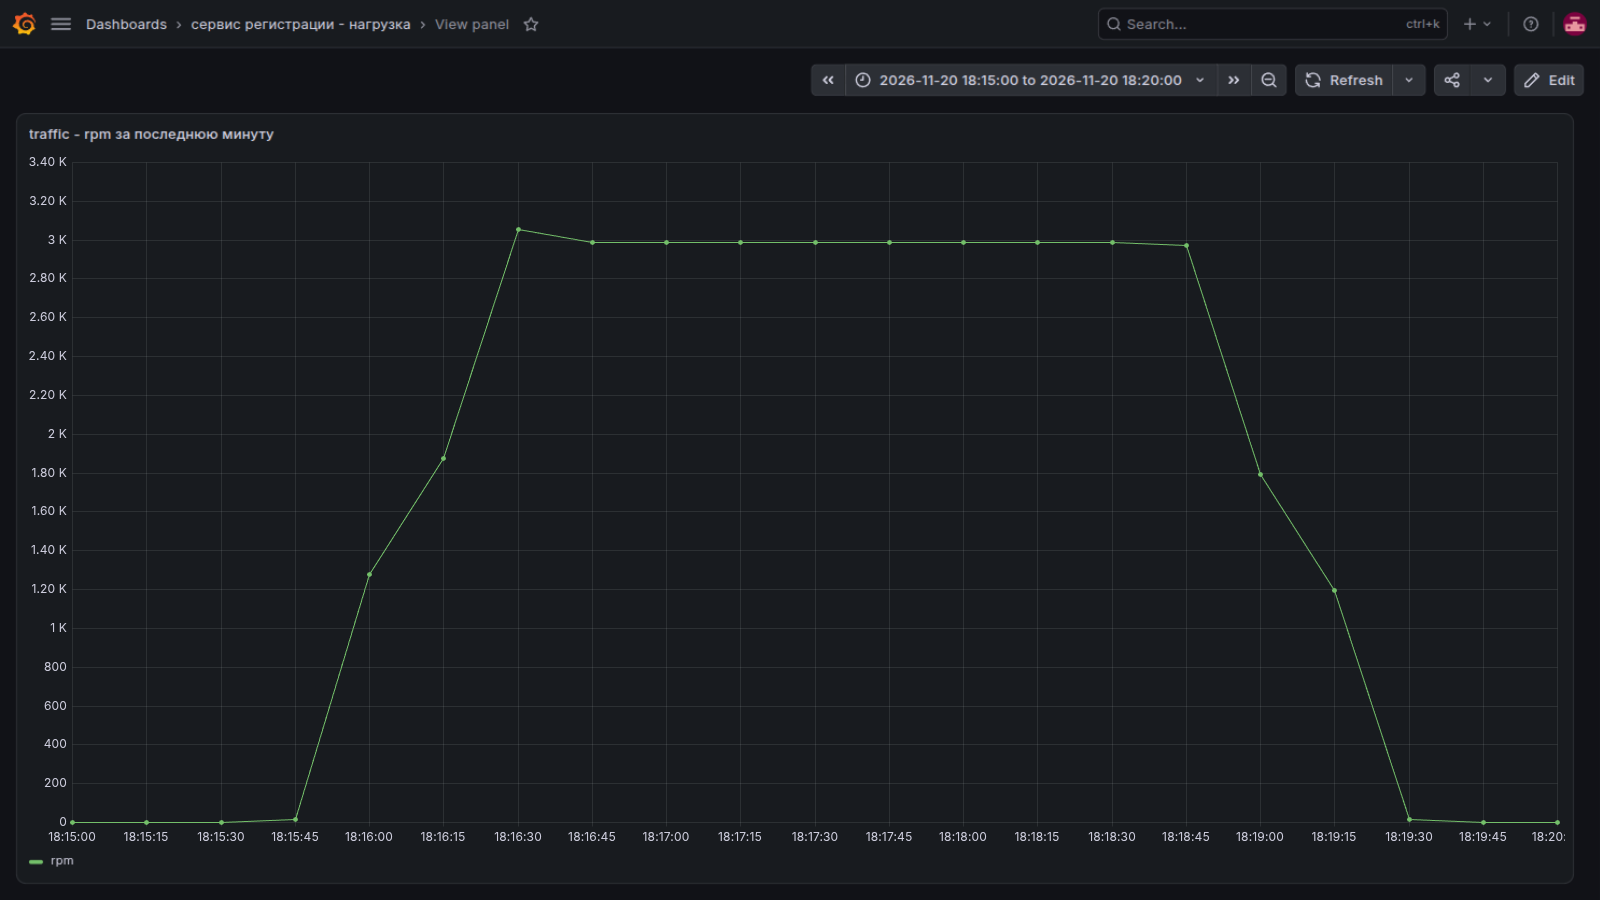 Dashboards › сервис регистрации - нагрузка › View panel
Search... ctrl+k
2026-11-20 18:15:00 to 2026-11-20 18:20:00
Refresh
Edit
traffic - rpm за последнюю минуту
3.40 K
3.20 K
3 K
2.80 K
2.60 K
2.40 K
2.20 K
2 K
1.80 K
1.60 K
1.40 K
1.20 K
1 K
800
600
400
200
0
18:15:00 18:15:15 18:15:30 18:15:45 18:16:00 18:16:15 18:16:30 18:16:45 18:17:00 18:17:15 18:17:30 18:17:45 18:18:00 18:18:15 18:18:30 18:18:45 18:19:00 18:19:15 18:19:30 18:19:45 18:20:
rpm